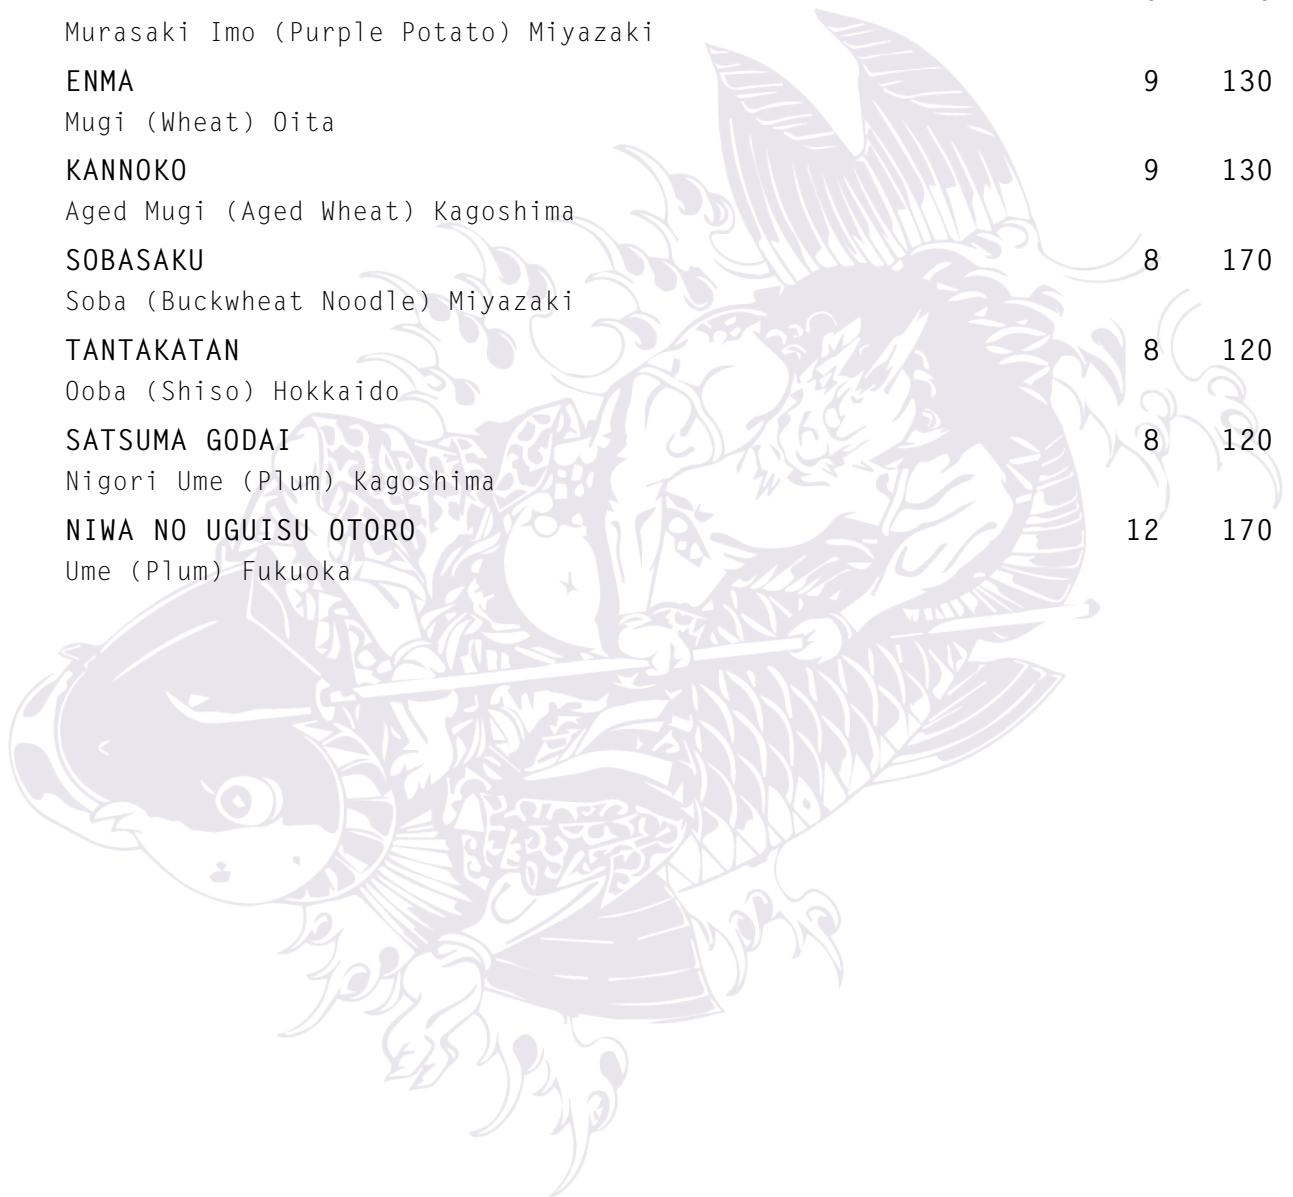 Murasaki Imo (Purple Potato) Miyazaki
ENMA 9 130
Mugi (Wheat) Oita
KANNOKO 9 130
Aged Mugi (Aged Wheat) Kagoshima
SOBASAKU 8 170
Soba (Buckwheat Noodle) Miyazaki
TANTAKATAN 8 120
Ooba (Shiso) Hokkaido
SATSUMA GODAI 8 120
Nigori Ume (Plum) Kagoshima
NIWA NO UGUISU OTORO 12 170
Ume (Plum) Fukuoka